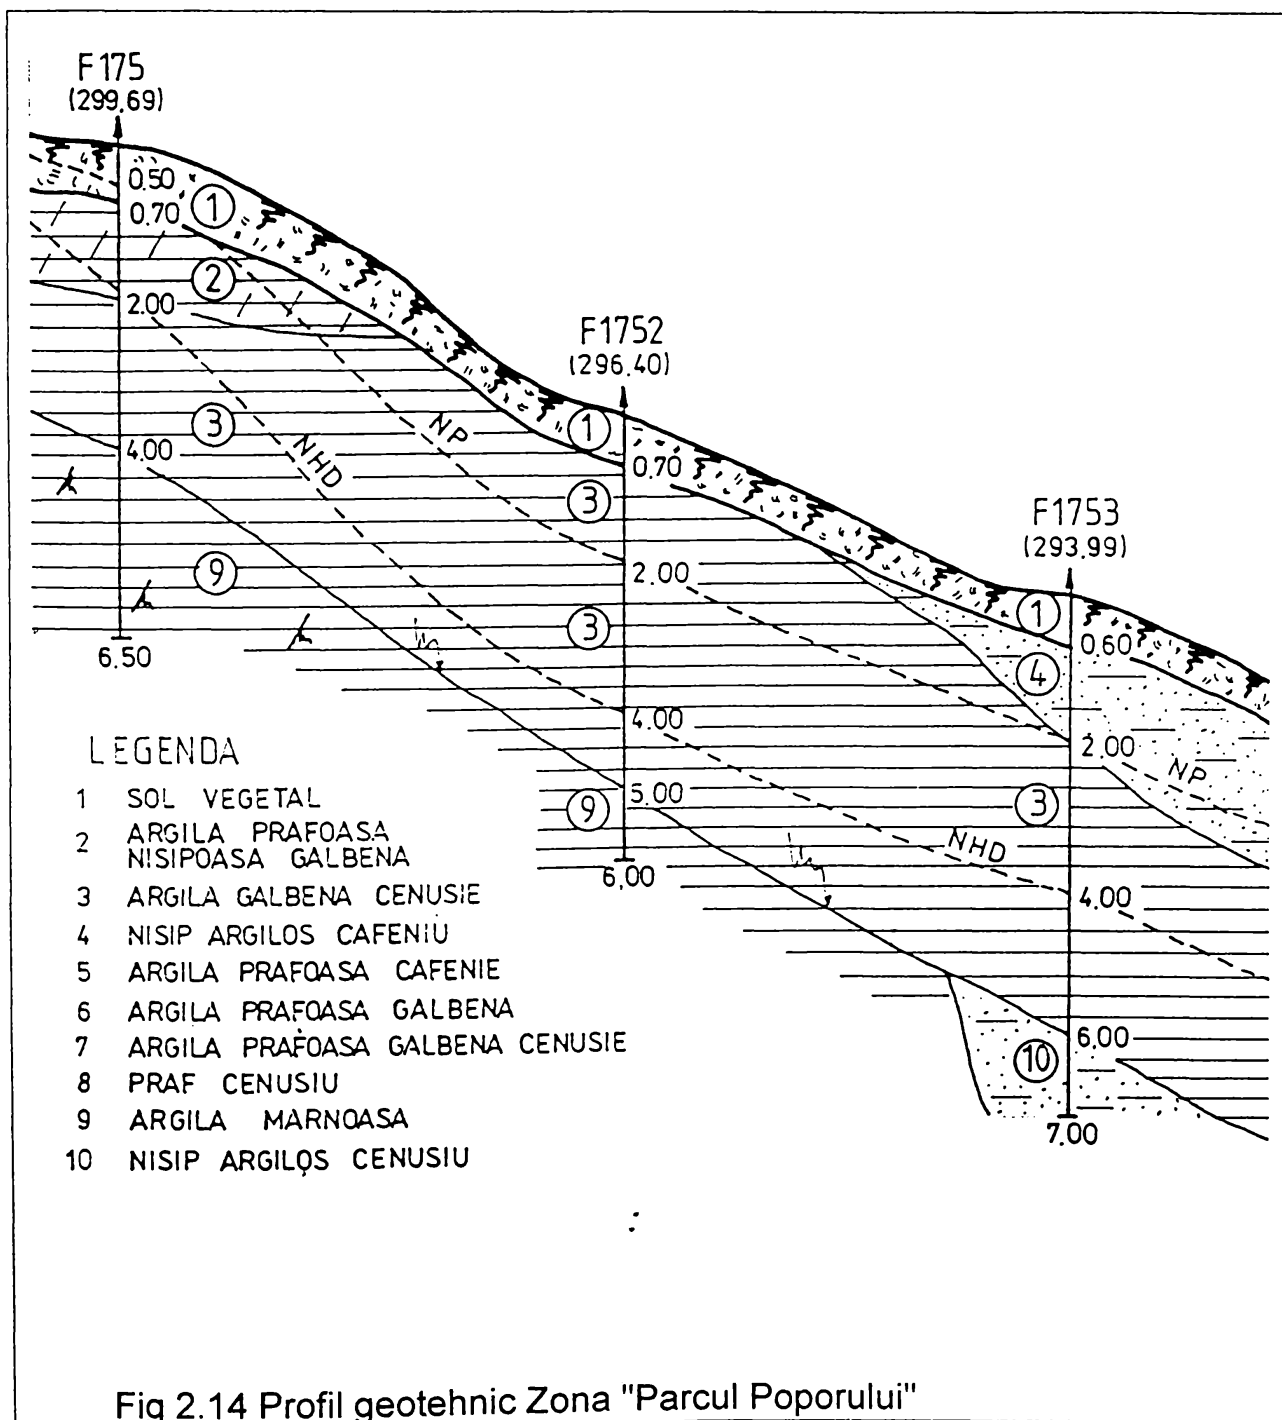 F175
(299.69)
0.50
0.70
1
2
2.00
3
4.00
9
6.50
NHD
NP
F1752
(296.40)
1
0.70
3
2.00
3
4.00
5.00
9
6,00
F1753
(293.99)
1
0.60
4
2.00
NP
3
NHD
4.00
6,00
10
7.00
LEGENDA
1 SOL VEGETAL
2 ARGILA PRAFOASA
NISIPOASA GALBENA
3 ARGILA GALBENA CENUSIE
4 NISIP ARGILOS CAFENIU
5 ARGILA PRAFOASA CAFENIE
6 ARGILA PRAFOASA GALBENA
7 ARGILA PRAFOASA GALBENA CENUSIE
8 PRAF CENUSIU
9 ARGILA MARNOASA
10 NISIP ARGILOS CENUSIU
Fig 2.14 Profil geotehnic Zona "Parcul Poporului"